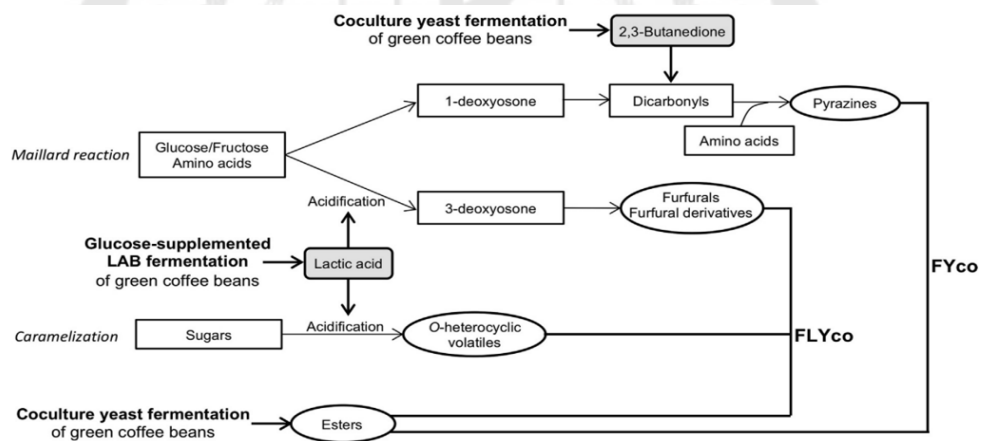 Coculture yeast fermentation
of green coffee beans
2,3-Butanedione
1-deoxyosone
Dicarbonyls
Pyrazines
Amino acids
Maillard reaction
Glucose/Fructose
Amino acids
Acidification
3-deoxyosone
Furfurals
Furfural derivatives
Glucose-supplemented
LAB fermentation
of green coffee beans
Lactic acid
FYco
Caramelization
Sugars
Acidification
O-heterocyclic
volatiles
FLYco
Coculture yeast fermentation
of green coffee beans
Esters